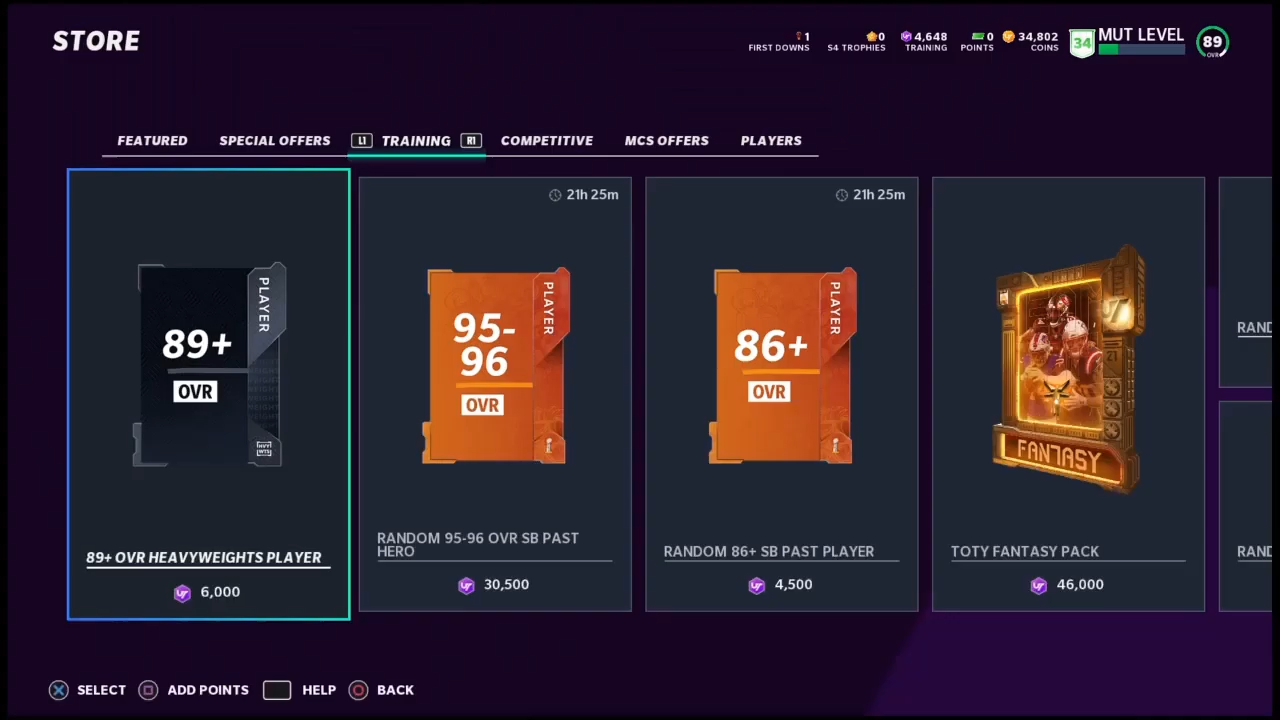 STORE
1
FIRST DOWNS
0
S4 TROPHIES
4,648
TRAINING
0
POINTS
34,802
COINS
34
MUT LEVEL
89
OVR
FEATURED
SPECIAL OFFERS
L1
TRAINING
R1
COMPETITIVE
MCS OFFERS
PLAYERS
89+
OVR
PLAYER
89+ OVR HEAVYWEIGHTS PLAYER
6,000
21h 25m
95-
96
OVR
PLAYER
RANDOM 95-96 OVR SB PAST
HERO
30,500
21h 25m
86+
OVR
PLAYER
RANDOM 86+ SB PAST PLAYER
4,500
FANTASY
TOTY FANTASY PACK
46,000
RAND
RAND
SELECT
ADD POINTS
HELP
BACK